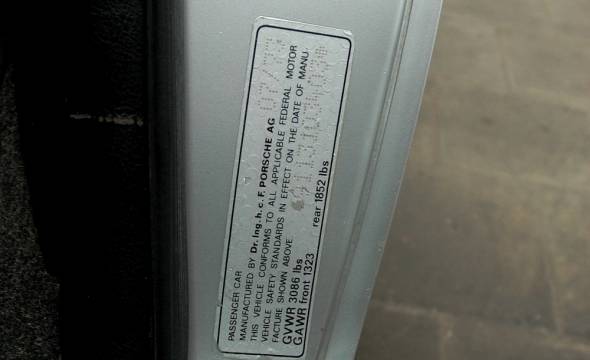 PASSENGER CAR
MANUFACTURED BY Dr. Ing. h. c. F. PORSCHE AG
THIS VEHICLE CONFORMS TO ALL APPLICABLE FEDERAL MOTOR
VEHICLE SAFETY STANDARDS IN EFFECT ON THE DATE OF MANU-
FACTURE SHOWN ABOVE
GVWR 3086 lbs
GAWR front 1323 rear 1852 lbs